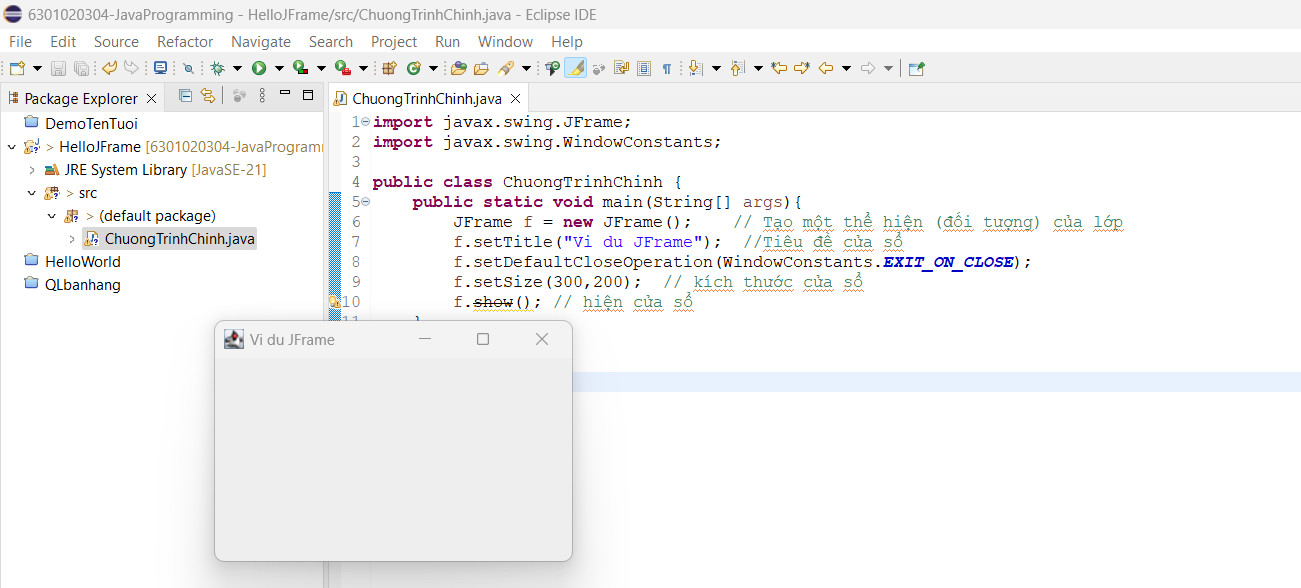 6301020304-JavaProgramming - HelloJFrame/src/ChuongTrinhChinh.java - Eclipse IDE
File Edit Source Refactor Navigate Search Project Run Window Help
Package Explorer
DemoTenTuoi
> HelloJFrame [6301020304-JavaProgramm
JRE System Library [JavaSE-21]
> src
> (default package)
ChuongTrinhChinh.java
HelloWorld
QLbanhang
ChuongTrinhChinh.java
1 import javax.swing.JFrame;
2 import javax.swing.WindowConstants;
3
4 public class ChuongTrinhChinh {
5 public static void main(String[] args){
6 JFrame f = new JFrame(); // Tạo một thể hiện (đối tượng) của lớp
7 f.setTitle("Vi du JFrame"); //Tiêu đề cửa sổ
8 f.setDefaultCloseOperation(WindowConstants.EXIT_ON_CLOSE);
9 f.setSize(300,200); // kích thước cửa sổ
10 f.show(); // hiện cửa sổ
Vi du JFrame